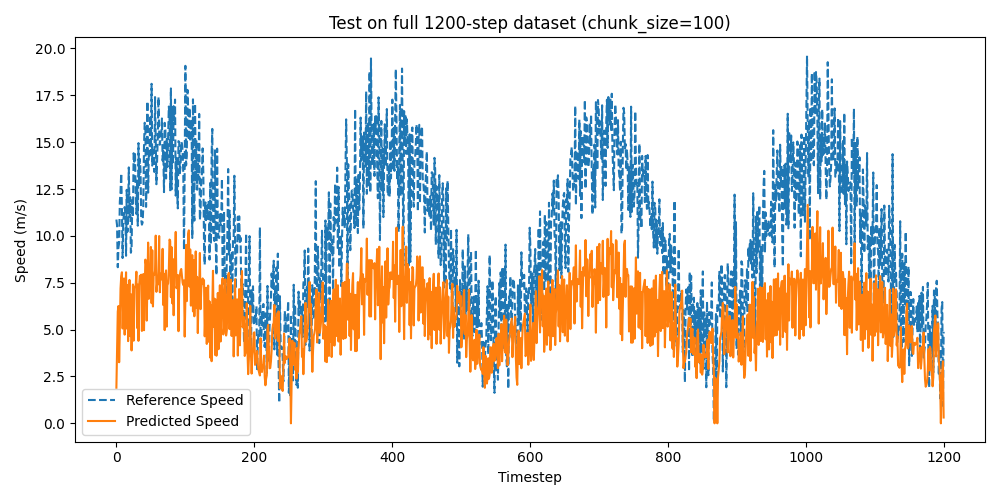 Test on full 1200-step dataset (chunk_size=100)
20.0
17.5
15.0
12.5
10.0
7.5
5.0
2.5
0.0
Speed (m/s)
Reference Speed
Predicted Speed
0 200 400 600 800 1000 1200
Timestep